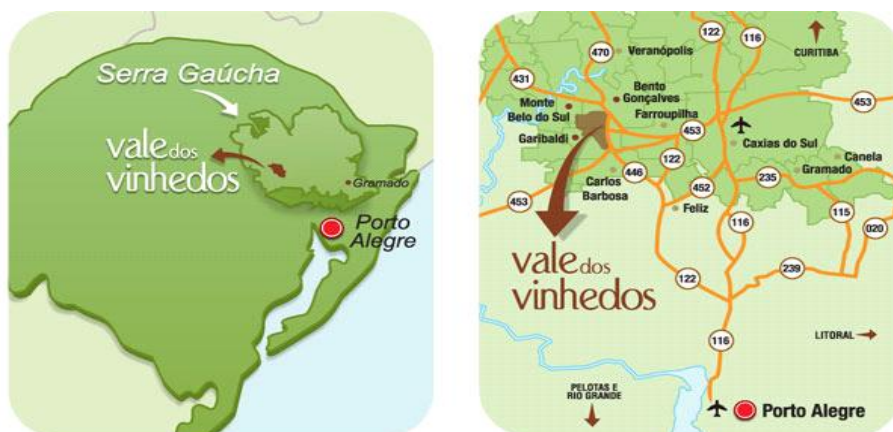 Serra Gaúcha
vale dos
vinhedos
Gramado
Porto
Alegre
122
116
470
Veranópolis
CURITIBA
431
Bento
Gonçalves
Monte
Belo do Sul
453
Farroupilha
453
Garibaldi
Caxias do Sul
122
Canela
446
235
Gramado
Carlos
Barbosa
452
453
Feliz
115
116
020
vale dos
vinhedos
239
122
116
LITORAL
PELOTAS E
RIO GRANDE
Porto Alegre